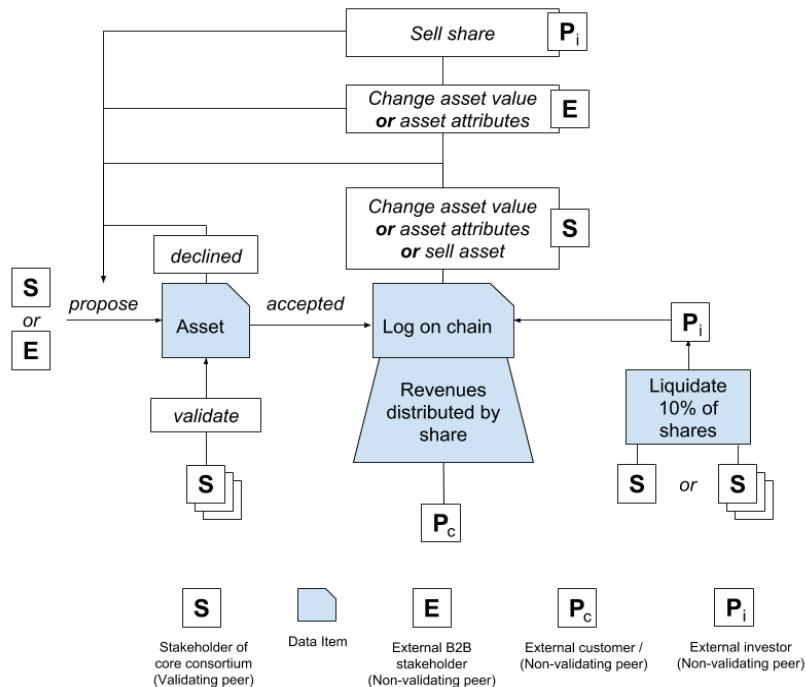 Sell share
Pi
Change asset value
or asset attributes
E
Change asset value
or asset attributes
or sell asset
S
declined
S
or
E
propose
Asset
accepted
Log on chain
Pi
validate
Revenues
distributed by
share
Liquidate
10% of
shares
S
S
or
S
Pc
S
E
Pc
Pi
Stakeholder of
core consortium
(Validating peer)
Data Item
External B2B
stakeholder
(Non-validating peer)
External customer /
(Non-validating peer)
External investor
(Non-validating peer)